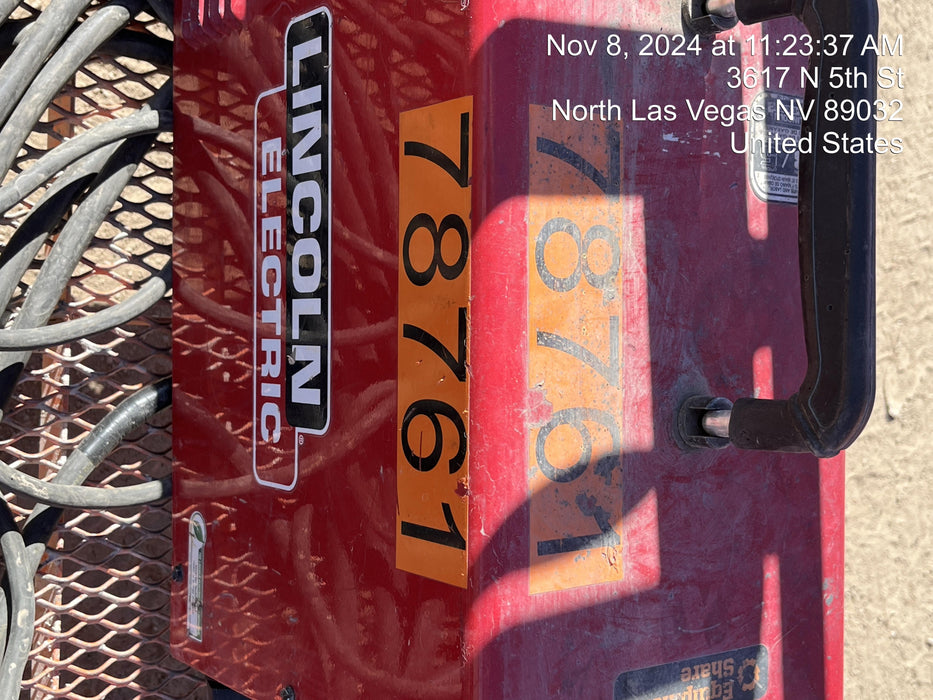 Nov 8, 2024 at 11:23:37 AM
3617 N 5th St
North Las Vegas NV 89032
United States
LINCOLN
ELECTRIC
®
78761
78761
Equipment
Share